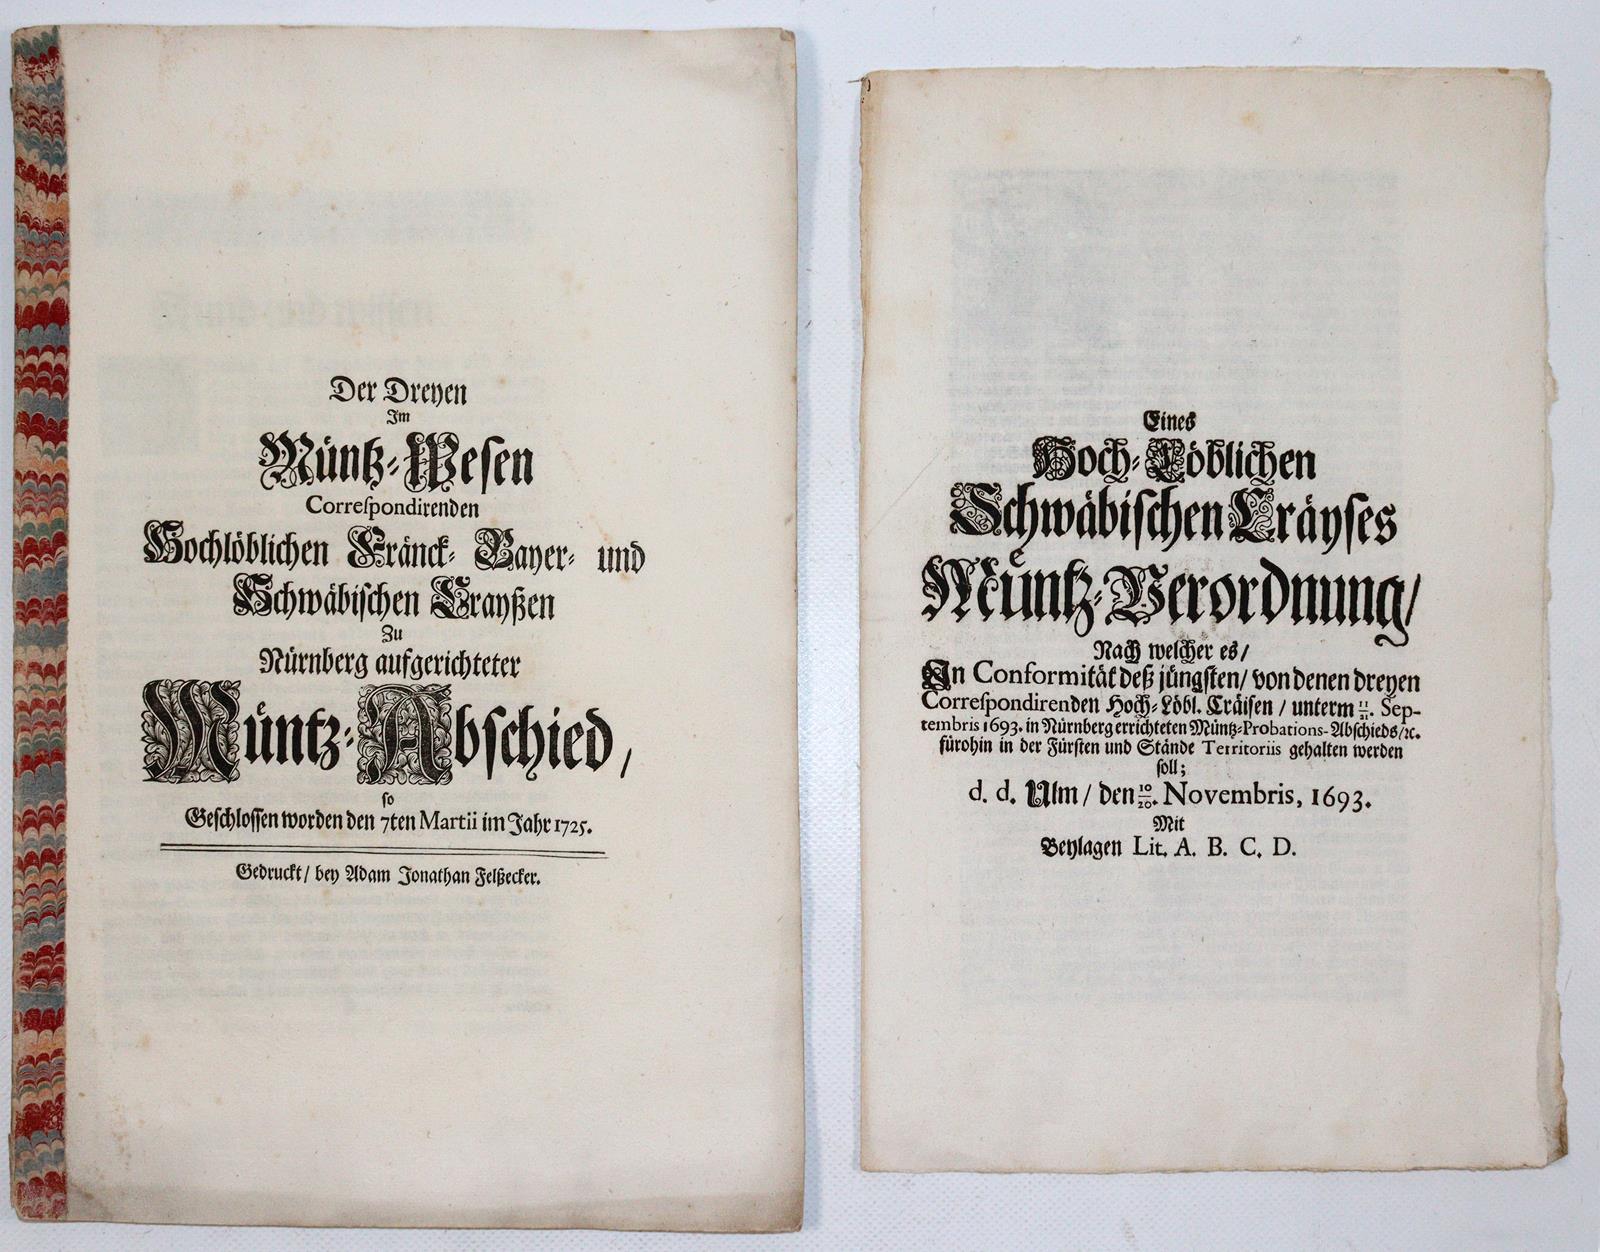 Der Dreyen
Im
Müntz-Wesen
Correspondirenden
Hochlöblichen Fränck- Bayer- und
Schwäbischen Crayßen
Zu
Nürnberg aufgerichteter
Müntz-Abschied,
so
Geschlossen worden den 7ten Martii im Jahr 1725.
Gedruckt/ bey Adam Jonathan Felßecker.
Eines
Hoch-Löblichen
Schwäbischen Cräyses
Müntz-Verordnung/
Nach welcher es/
In Conformität deß jüngsten/ von denen dreyen
Correspondirenden Hoch-Löbl. Cräisen / unterm 11/21. Sep-
tembris 1693. in Nürnberg errichteten Müntz-Probations-Abschieds/ꝛc.
fürohin in der Fürsten und Stände Territoriis gehalten werden
soll;
d. d. Ulm / den 10/20. Novembris, 1693.
Mit
Beylagen Lit. A. B. C. D.